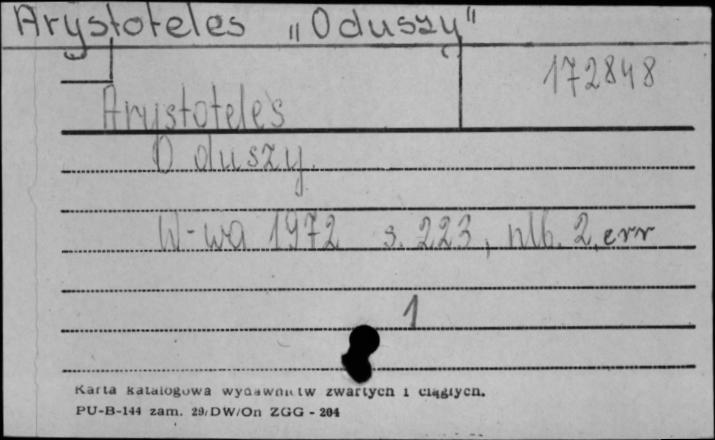 Arystoteles „O duszy"
172848
Arystoteles
O duszy.
W-wa 1972 s. 223, nlb. 2, err
1
Karta katalogowa wydawnictw zwartych i ciągłych.
PU-B-144 zam. 29/DW/On ZGG - 204